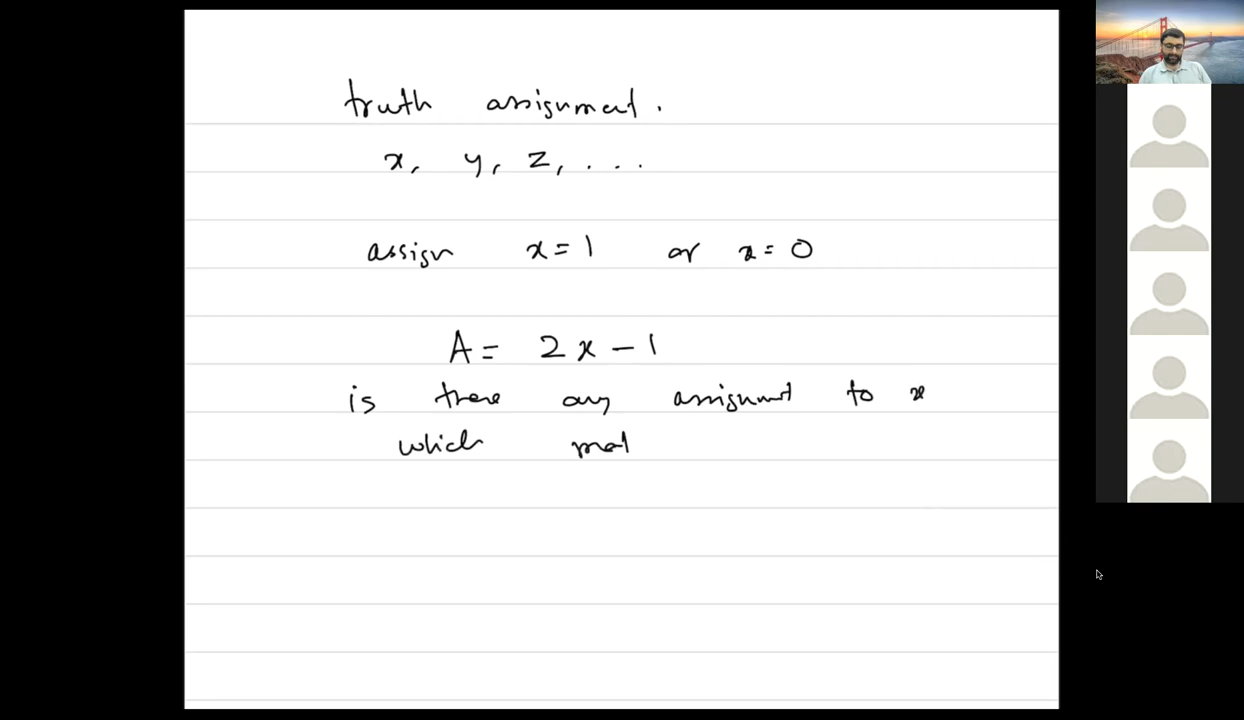 truth assignment.
x, y, z, ...
assign x = 1 or x = 0
A = 2x - 1
is there any assignment to x
which